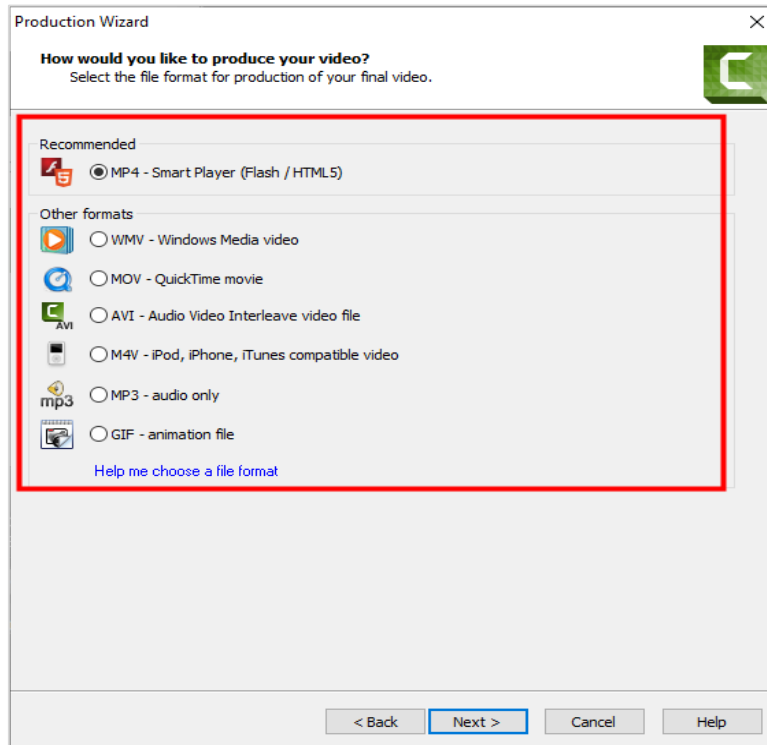 Production Wizard
How would you like to produce your video?
Select the file format for production of your final video.
Recommended
MP4 - Smart Player (Flash / HTML5)
Other formats
WMV - Windows Media video
MOV - QuickTime movie
AVI - Audio Video Interleave video file
AVI
M4V - iPod, iPhone, iTunes compatible video
mp3
MP3 - audio only
GIF - animation file
Help me choose a file format
< Back Next > Cancel Help